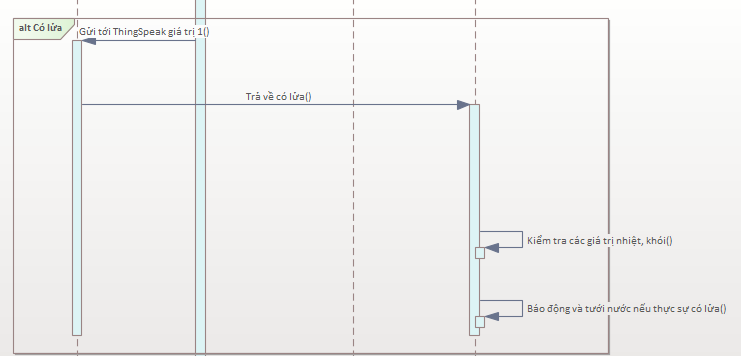 alt Có lửa
Gửi tới ThingSpeak giá trị 1()
Trả về có lửa()
Kiểm tra các giá trị nhiệt, khói()
Báo động và tưới nước nếu thực sự có lửa()